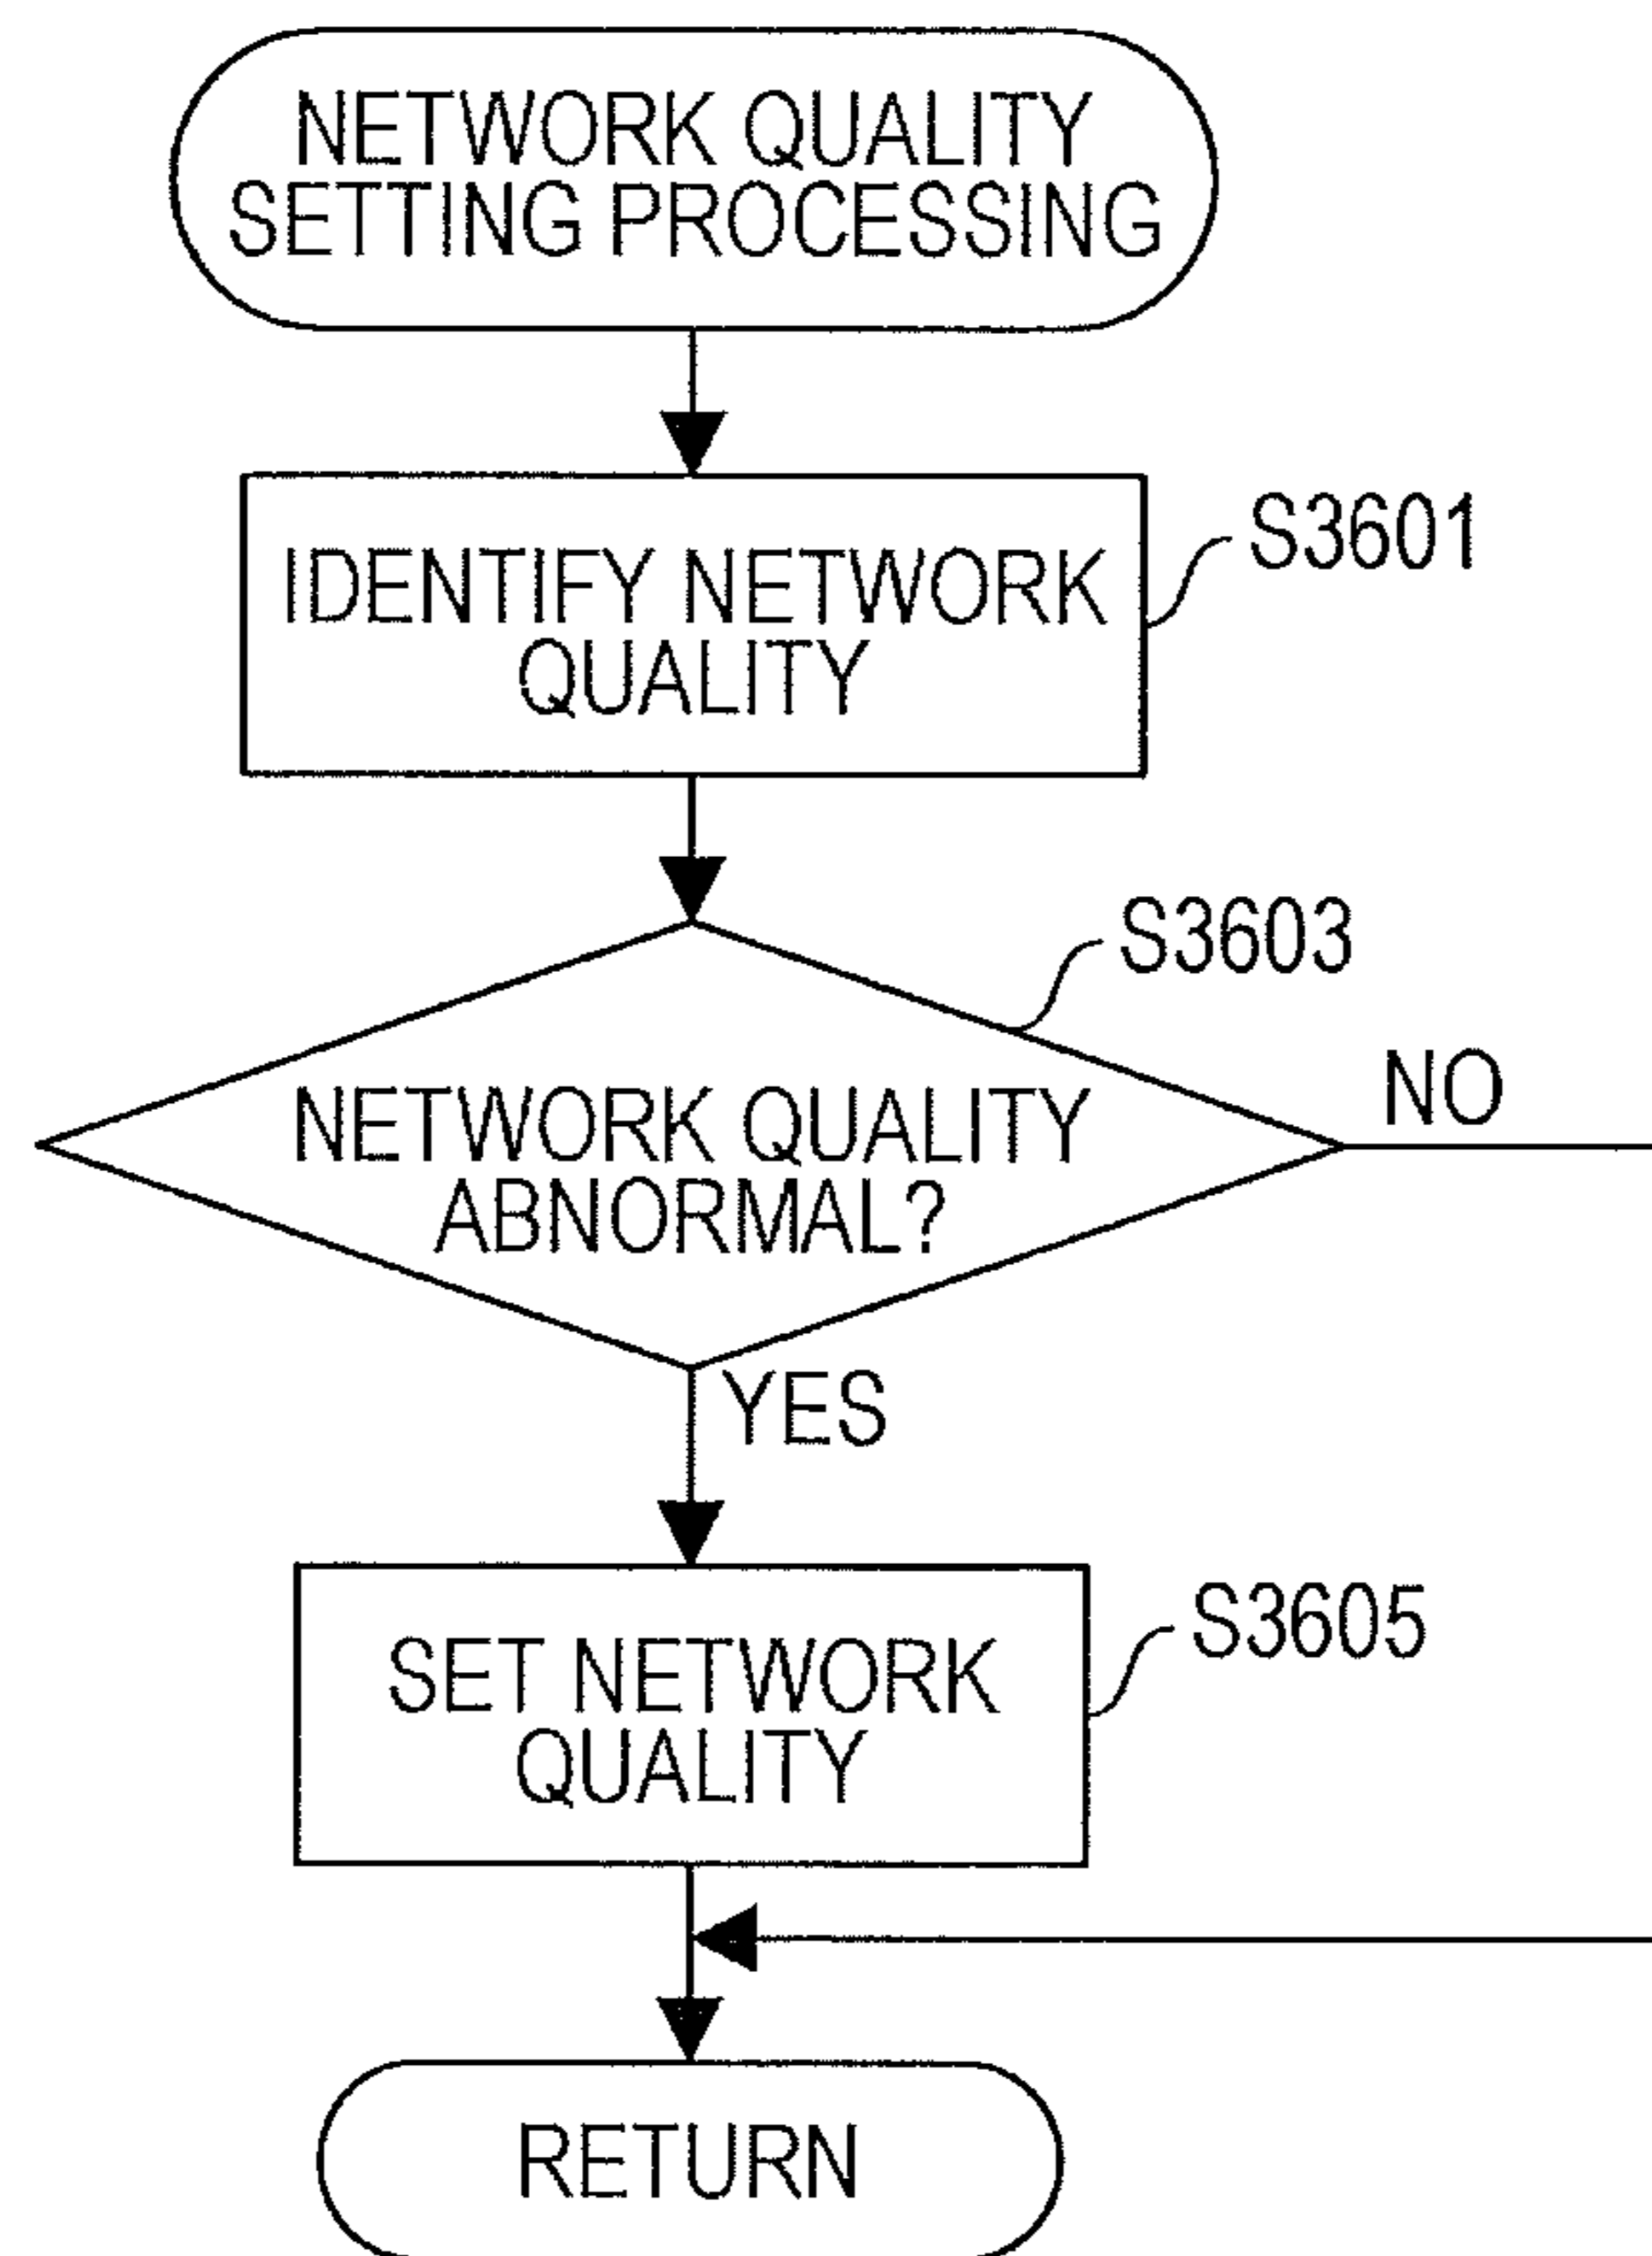 NETWORK QUALITY
SETTING PROCESSING
IDENTIFY NETWORK
QUALITY
S3601
S3603
NETWORK QUALITY
ABNORMAL?
NO
YES
SET NETWORK
QUALITY
S3605
RETURN